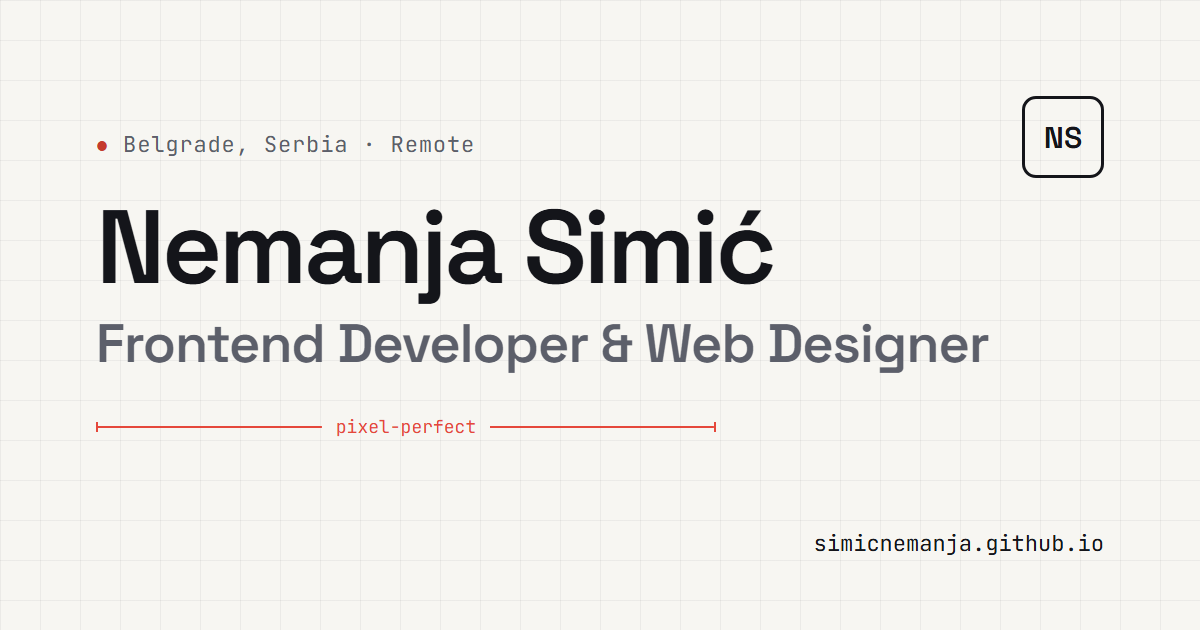 Belgrade, Serbia · Remote
NS
Nemanja Simić
Frontend Developer & Web Designer
pixel-perfect
simicnemanja.github.io